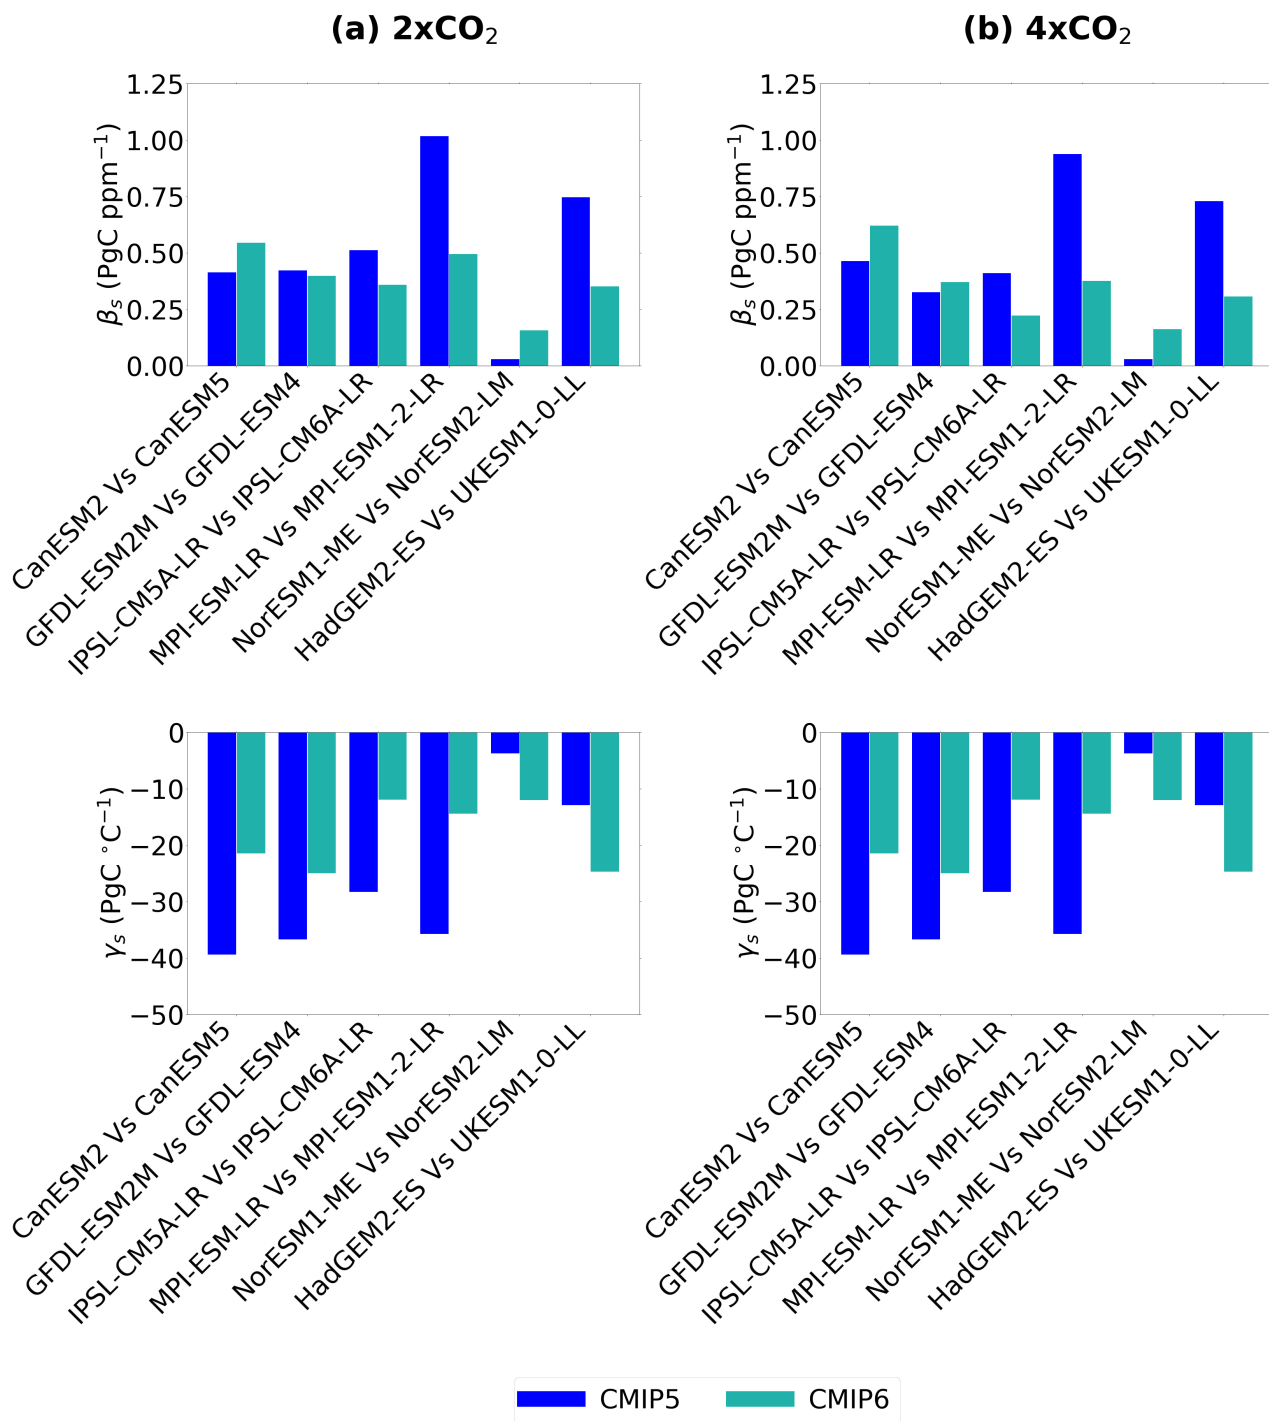 (a) 2xCO₂
(b) 4xCO₂
βₛ (PgC ppm⁻¹)
1.25
1.00
0.75
0.50
0.25
0.00
CanESM2 Vs CanESM5
GFDL-ESM2M Vs GFDL-ESM4
IPSL-CM5A-LR Vs IPSL-CM6A-LR
MPI-ESM-LR Vs MPI-ESM1-2-LR
NorESM1-ME Vs NorESM2-LM
HadGEM2-ES Vs UKESM1-0-LL
βₛ (PgC ppm⁻¹)
1.25
1.00
0.75
0.50
0.25
0.00
CanESM2 Vs CanESM5
GFDL-ESM2M Vs GFDL-ESM4
IPSL-CM5A-LR Vs IPSL-CM6A-LR
MPI-ESM-LR Vs MPI-ESM1-2-LR
NorESM1-ME Vs NorESM2-LM
HadGEM2-ES Vs UKESM1-0-LL
γₛ (PgC °C⁻¹)
0
−10
−20
−30
−40
−50
CanESM2 Vs CanESM5
GFDL-ESM2M Vs GFDL-ESM4
IPSL-CM5A-LR Vs IPSL-CM6A-LR
MPI-ESM-LR Vs MPI-ESM1-2-LR
NorESM1-ME Vs NorESM2-LM
HadGEM2-ES Vs UKESM1-0-LL
γₛ (PgC °C⁻¹)
0
−10
−20
−30
−40
−50
CanESM2 Vs CanESM5
GFDL-ESM2M Vs GFDL-ESM4
IPSL-CM5A-LR Vs IPSL-CM6A-LR
MPI-ESM-LR Vs MPI-ESM1-2-LR
NorESM1-ME Vs NorESM2-LM
HadGEM2-ES Vs UKESM1-0-LL
CMIP5
CMIP6